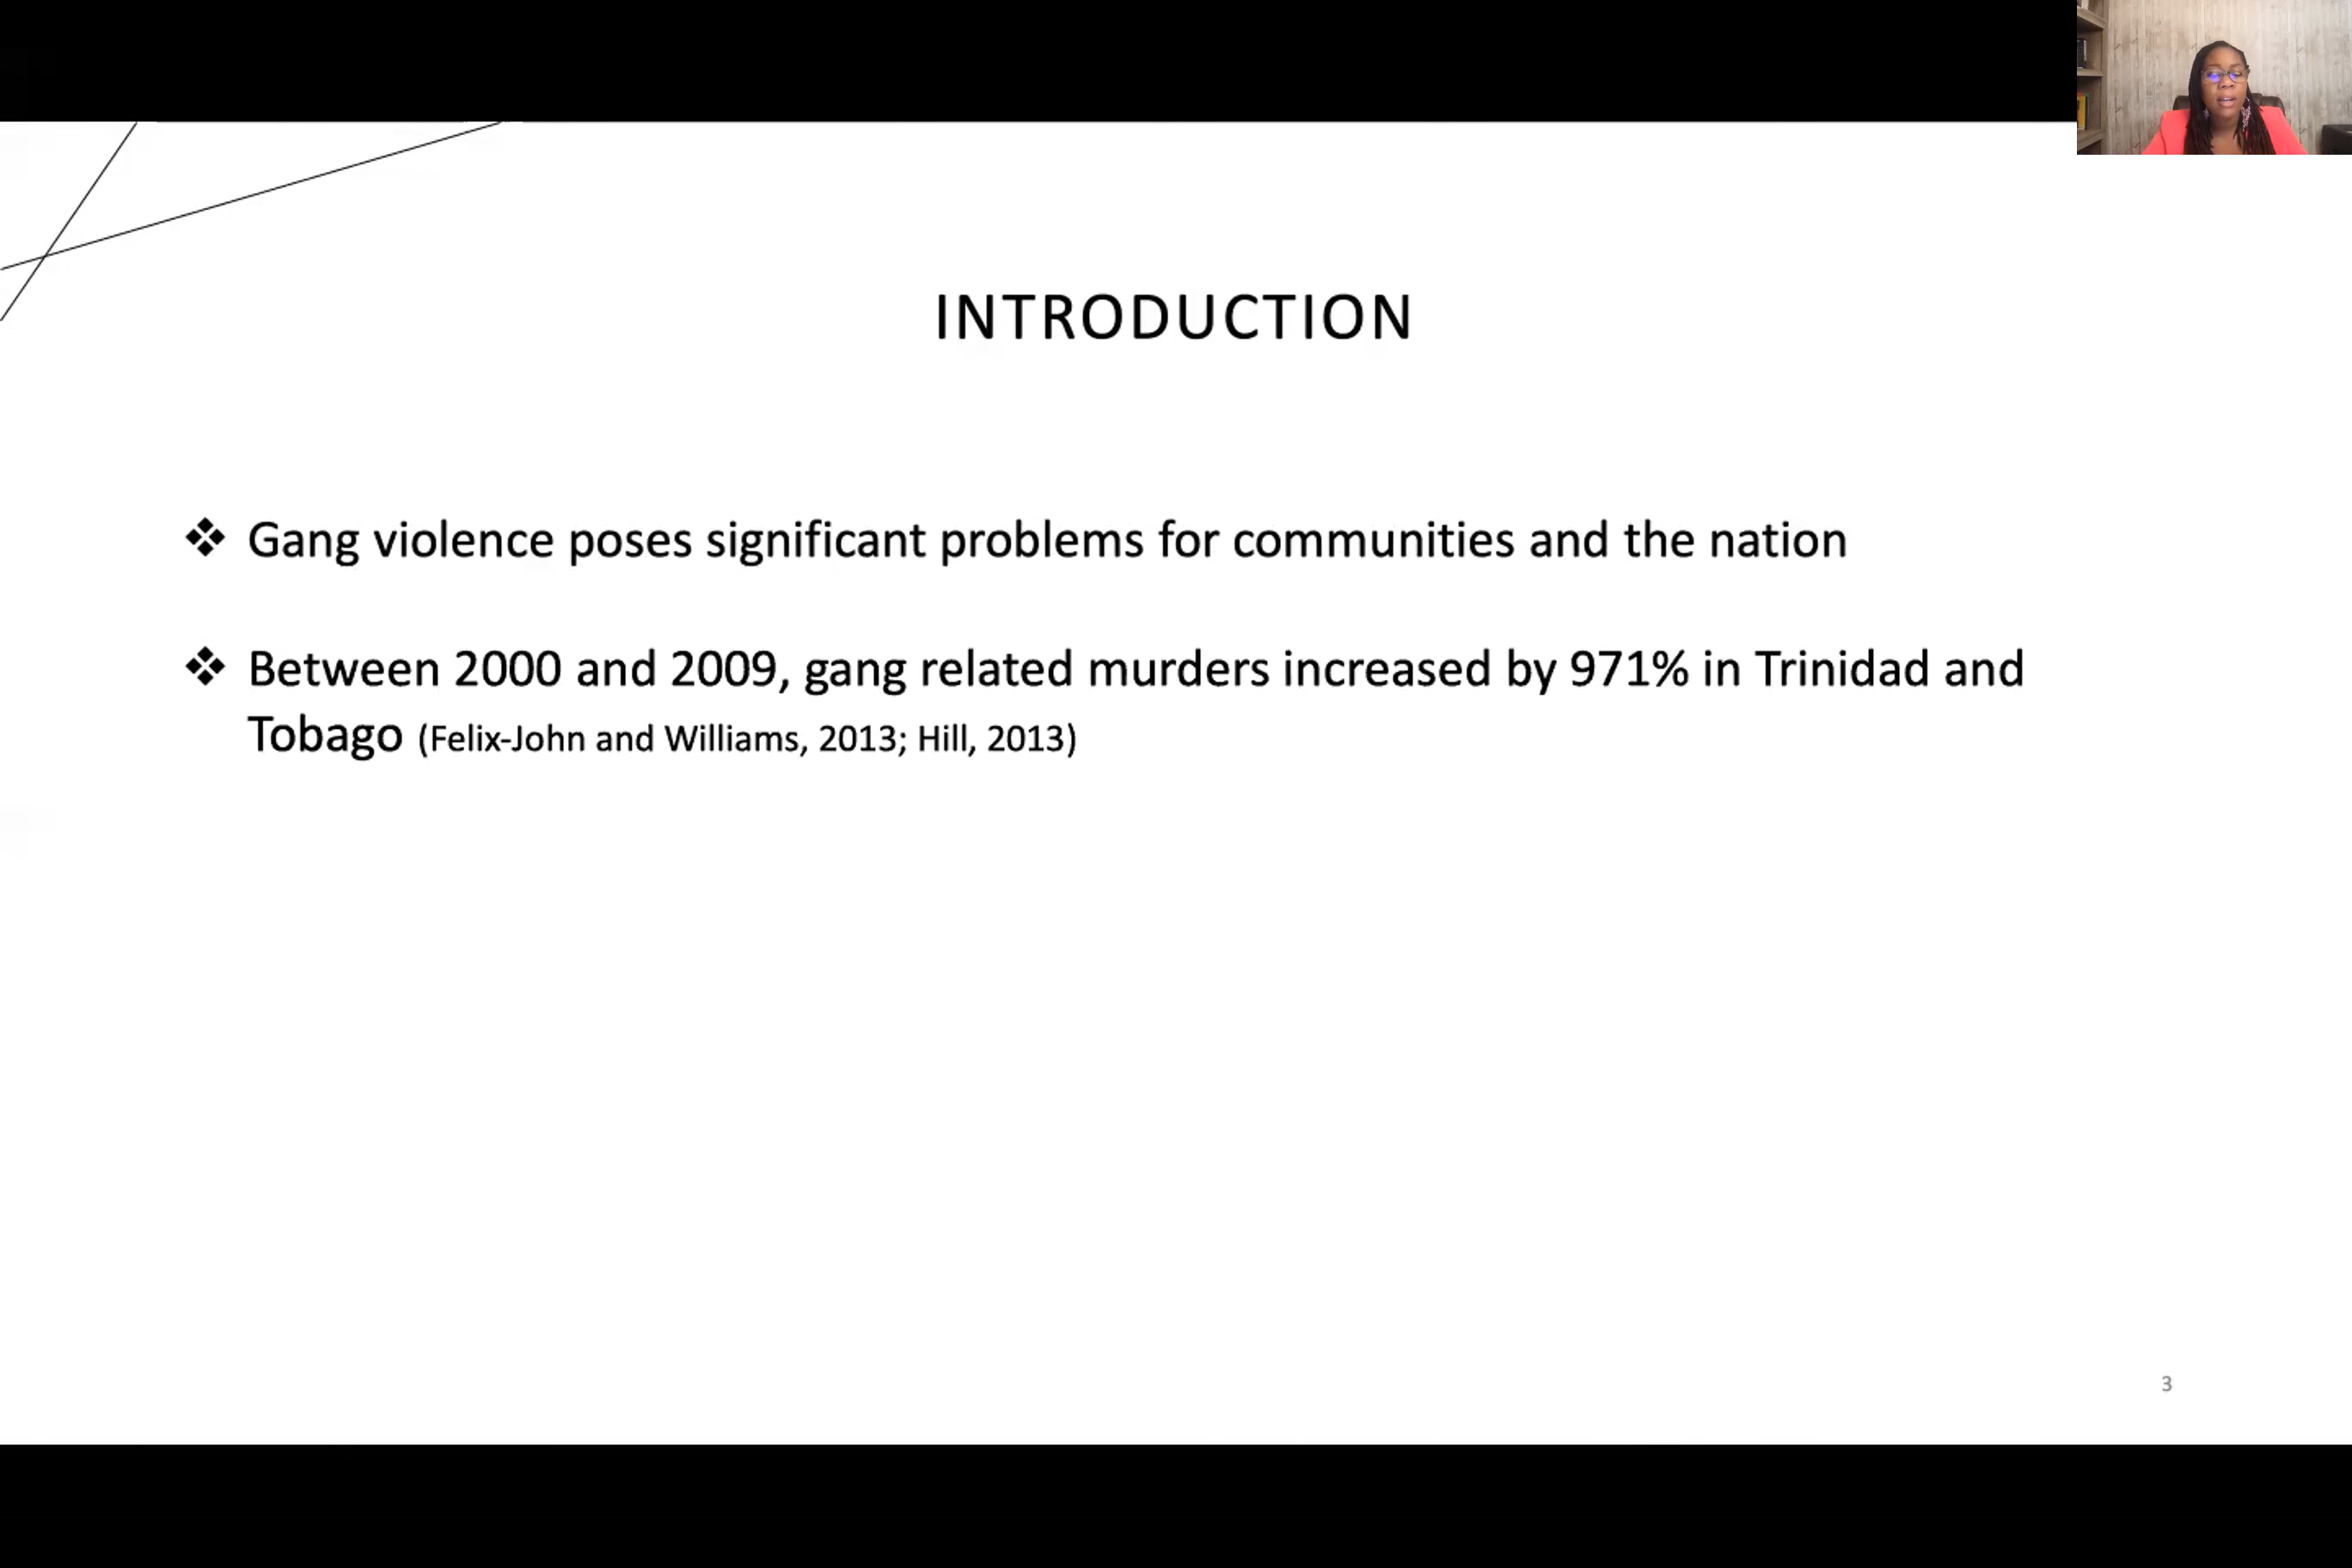 INTRODUCTION
❖ Gang violence poses significant problems for communities and the nation
❖ Between 2000 and 2009, gang related murders increased by 971% in Trinidad and
Tobago (Felix-John and Williams, 2013; Hill, 2013)
3